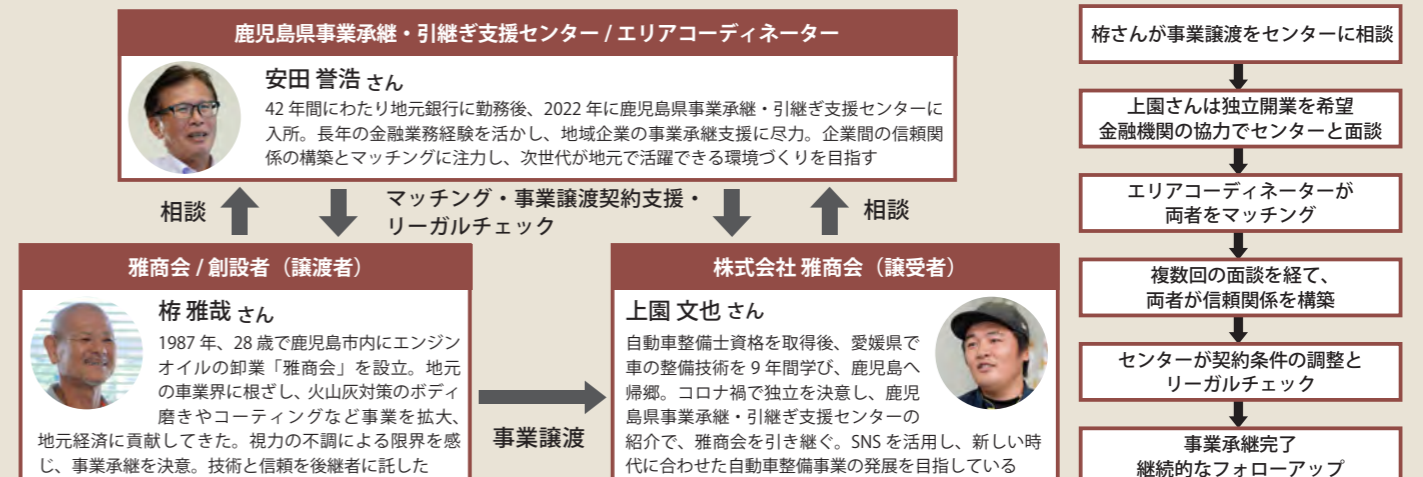 鹿児島県事業承継・引継ぎ支援センター / エリアコーディネーター
安田 誉浩 さん
42 年間にわたり地元銀行に勤務後、2022 年に鹿児島県事業承継・引継ぎ支援センターに
入所。長年の金融業務経験を活かし、地域企業の事業承継支援に尽力。企業間の信頼関
係の構築とマッチングに注力し、次世代が地元で活躍できる環境づくりを目指す
相談
マッチング・事業譲渡契約支援・
リーガルチェック
相談
雅商会 / 創設者（譲渡者）
栫 雅哉 さん
1987 年、28 歳で鹿児島市内にエンジン
オイルの卸業「雅商会」を設立。地元
の車業界に根ざし、火山灰対策のボディ
磨きやコーティングなど事業を拡大、
地元経済に貢献してきた。視力の不調による限界を感
じ、事業承継を決意。技術と信頼を後継者に託した
事業譲渡
株式会社 雅商会（譲受者）
上園 文也 さん
自動車整備士資格を取得後、愛媛県で
車の整備技術を 9 年間学び、鹿児島へ
帰郷。コロナ禍で独立を決意し、鹿児
島県事業承継・引継ぎ支援センターの
紹介で、雅商会を引き継ぐ。SNS を活用し、新しい時
代に合わせた自動車整備事業の発展を目指している
栫さんが事業譲渡をセンターに相談
上園さんは独立開業を希望
金融機関の協力でセンターと面談
エリアコーディネーターが
両者をマッチング
複数回の面談を経て、
両者が信頼関係を構築
センターが契約条件の調整と
リーガルチェック
事業承継完了
継続的なフォローアップ